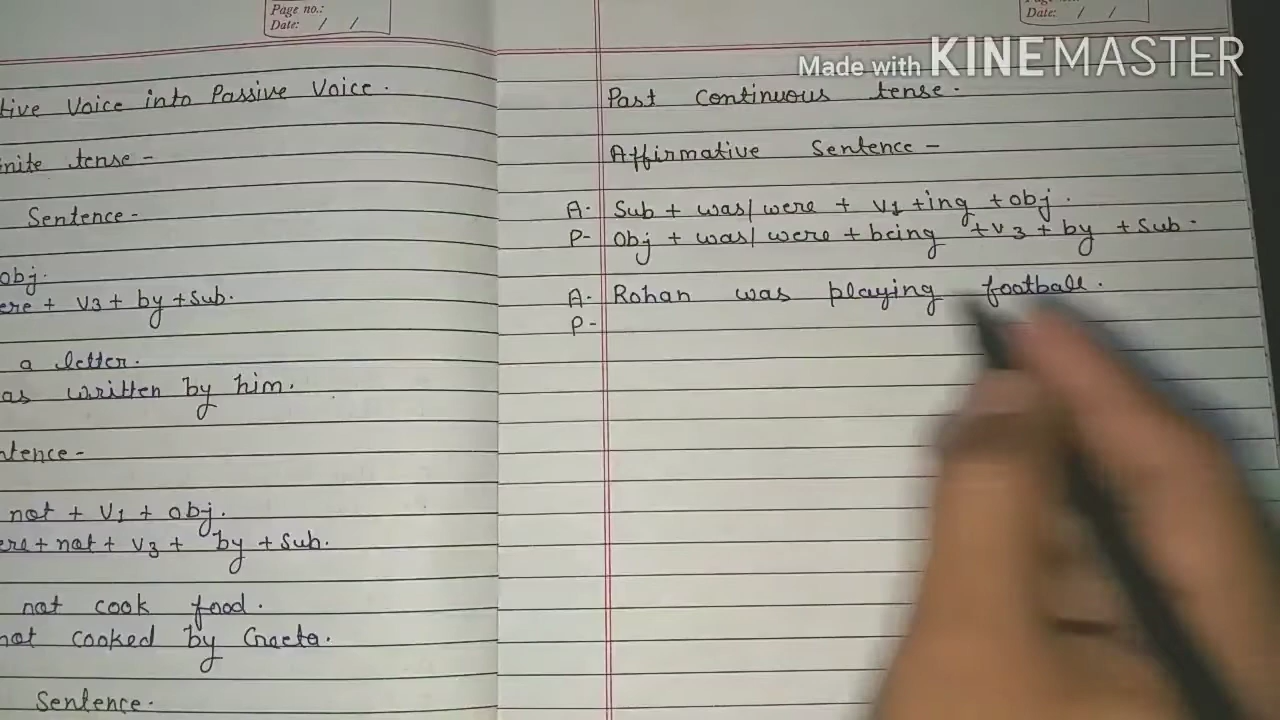 Page no.:
Date: / /
tive Voice into Passive Voice.
nite tense -
Sentence -
obj.
ere + V3 + by + Sub.
a letter.
as written by him.
ntence -
not + V1 + obj.
ere + not + V3 + by + Sub.
not cook food.
not cooked by Geeta.
Sentence.
Date: / /
Made with KINEMASTER
Past Continuous tense.
Affirmative Sentence -
A. Sub + was/were + V1 + ing + obj.
P- Obj + was/were + being + V3 + by + Sub.
A. Rohan was playing football.
P-